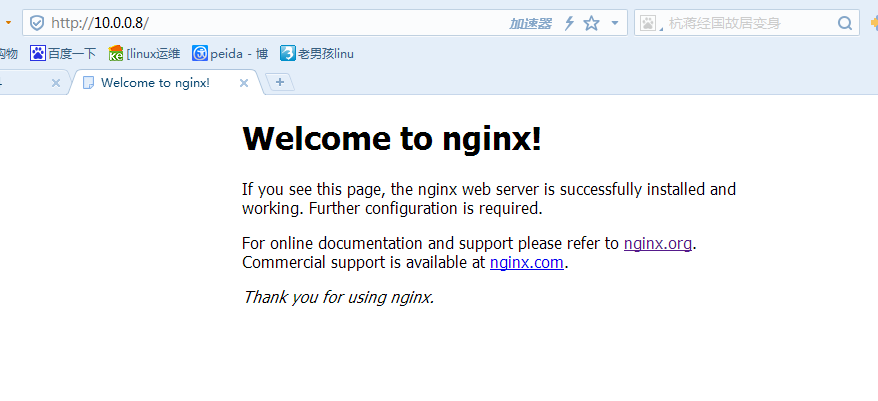 http://10.0.0.8/ 加速器 杭蒋经国故居变身
购物 百度一下 [linux运维 peida - 博 老男孩linu
Welcome to nginx!
Welcome to nginx!
If you see this page, the nginx web server is successfully installed and
working. Further configuration is required.
For online documentation and support please refer to nginx.org.
Commercial support is available at nginx.com.
Thank you for using nginx.